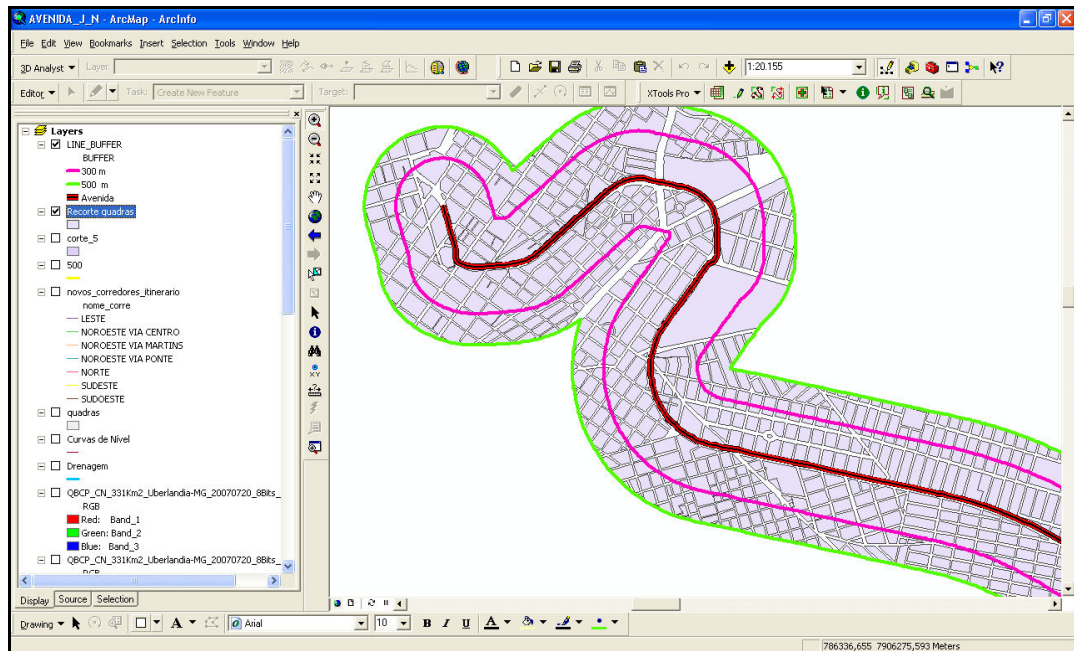 AVENIDA_J_N - ArcMap - ArcInfo
File Edit View Bookmarks Insert Selection Tools Window Help
3D Analyst Layer: 1:20.155
Editor Task: Create New Feature Target: XTools Pro
Layers
LINE_BUFFER
BUFFER
300 m
500 m
Avenida
Recorte quadras
corte_5
500
novos_corredores_itinerario
nome_corre
LESTE
NOROESTE VIA CENTRO
NOROESTE VIA MARTINS
NOROESTE VIA PONTE
NORTE
SUDESTE
SUDOESTE
quadras
Curvas de Nível
Drenagem
QBCP_CN_331Km2_Uberlandia-MG_20070720_8Bits_
RGB
Red: Band_1
Green: Band_2
Blue: Band_3
QBCP_CN_331Km2_Uberlandia-MG_20070720_8Bits_
RGB
XY
Display Source Selection
Drawing A Arial 10 B I U A
786336,655 7906275,593 Meters